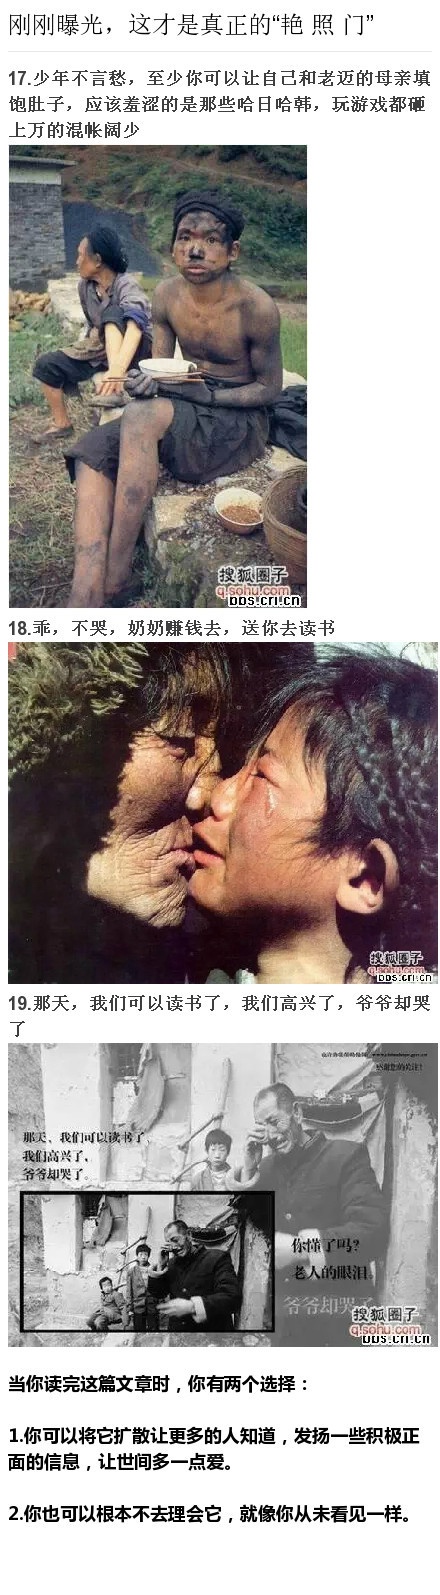 刚刚曝光，这才是真正的“艳 照 门”
17.少年不言愁，至少你可以让自己和老迈的母亲填
饱肚子，应该羞涩的是那些哈日哈韩，玩游戏都砸
上万的混帐阔少
搜狐圈子
q.sohu.com
bbs.cri.cn
18.乖，不哭，奶奶赚钱去，送你去读书
搜狐圈子
q.sohu.com
bbs.cri.cn
19.那天，我们可以读书了，我们高兴了，爷爷却哭
了
感谢您的关注！
那天、我们可以读书了，
我们高兴了，
爷爷却哭了。
你懂了吗？
老人的眼泪
爷爷却哭了
搜狐圈子
q.sohu.com
bbs.cri.cn
当你读完这篇文章时，你有两个选择：
1.你可以将它扩散让更多的人知道，发扬一些积极正
面的信息，让世间多一点爱。
2.你也可以根本不去理会它，就像你从未看见一样。